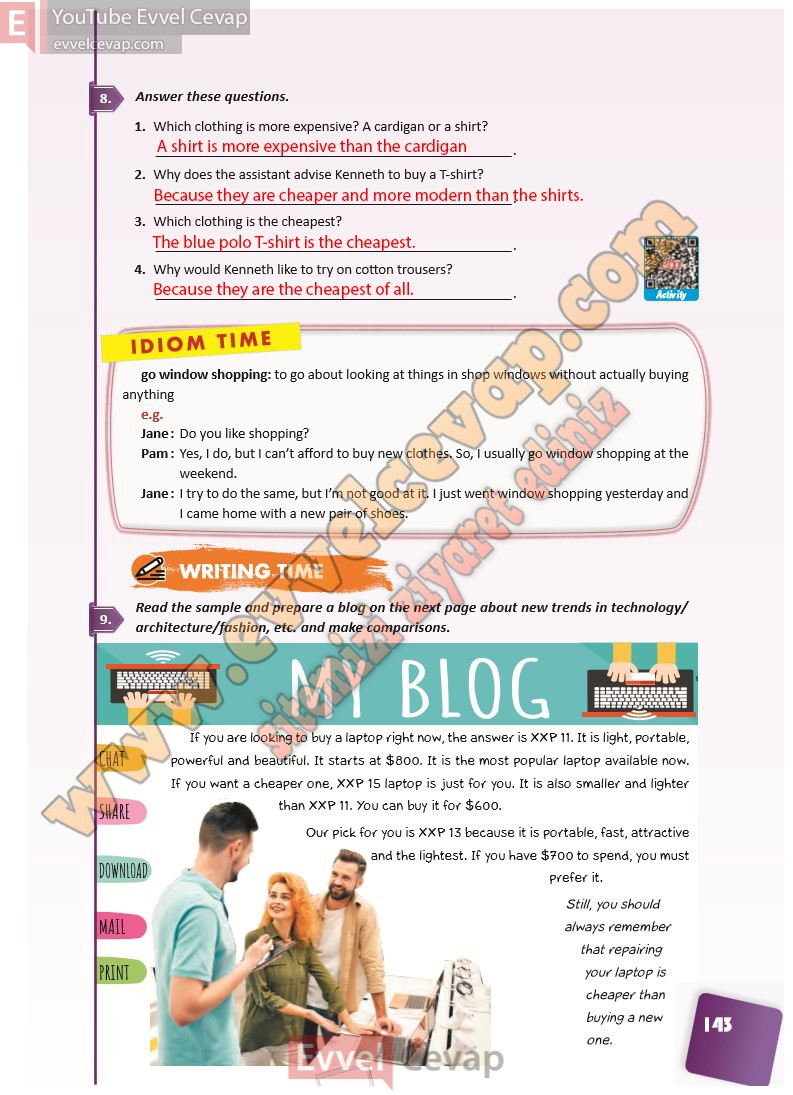 E
YouTube Evvel Cevap
evvelcevap.com
8. Answer these questions.
1. Which clothing is more expensive? A cardigan or a shirt?
A shirt is more expensive than the cardigan.
2. Why does the assistant advise Kenneth to buy a T-shirt?
Because they are cheaper and more modern than the shirts.
3. Which clothing is the cheapest?
The blue polo T-shirt is the cheapest.
4. Why would Kenneth like to try on cotton trousers?
Because they are the cheapest of all.
Activity
IDIOM TIME
go window shopping: to go about looking at things in shop windows without actually buying
anything
e.g.
Jane : Do you like shopping?
Pam : Yes, I do, but I can't afford to buy new clothes. So, I usually go window shopping at the
weekend.
Jane : I try to do the same, but I'm not good at it. I just went window shopping yesterday and
I came home with a new pair of shoes.
www.evvelcevap.com
sitemizi ziyaret ediniz
WRITING TIME
9. Read the sample and prepare a blog on the next page about new trends in technology/
architecture/fashion, etc. and make comparisons.
MY BLOG
If you are looking to buy a laptop right now, the answer is XXP 11. It is light, portable,
powerful and beautiful. It starts at $800. It is the most popular laptop available now.
If you want a cheaper one, XXP 15 laptop is just for you. It is also smaller and lighter
than XXP 11. You can buy it for $600.
CHAT
SHARE
DOWNLOAD
MAIL
PRINT
Our pick for you is XXP 13 because it is portable, fast, attractive
and the lightest. If you have $700 to spend, you must
prefer it.
Still, you should
always remember
that repairing
your laptop is
cheaper than
buying a new
one.
143
Evvel Cevap